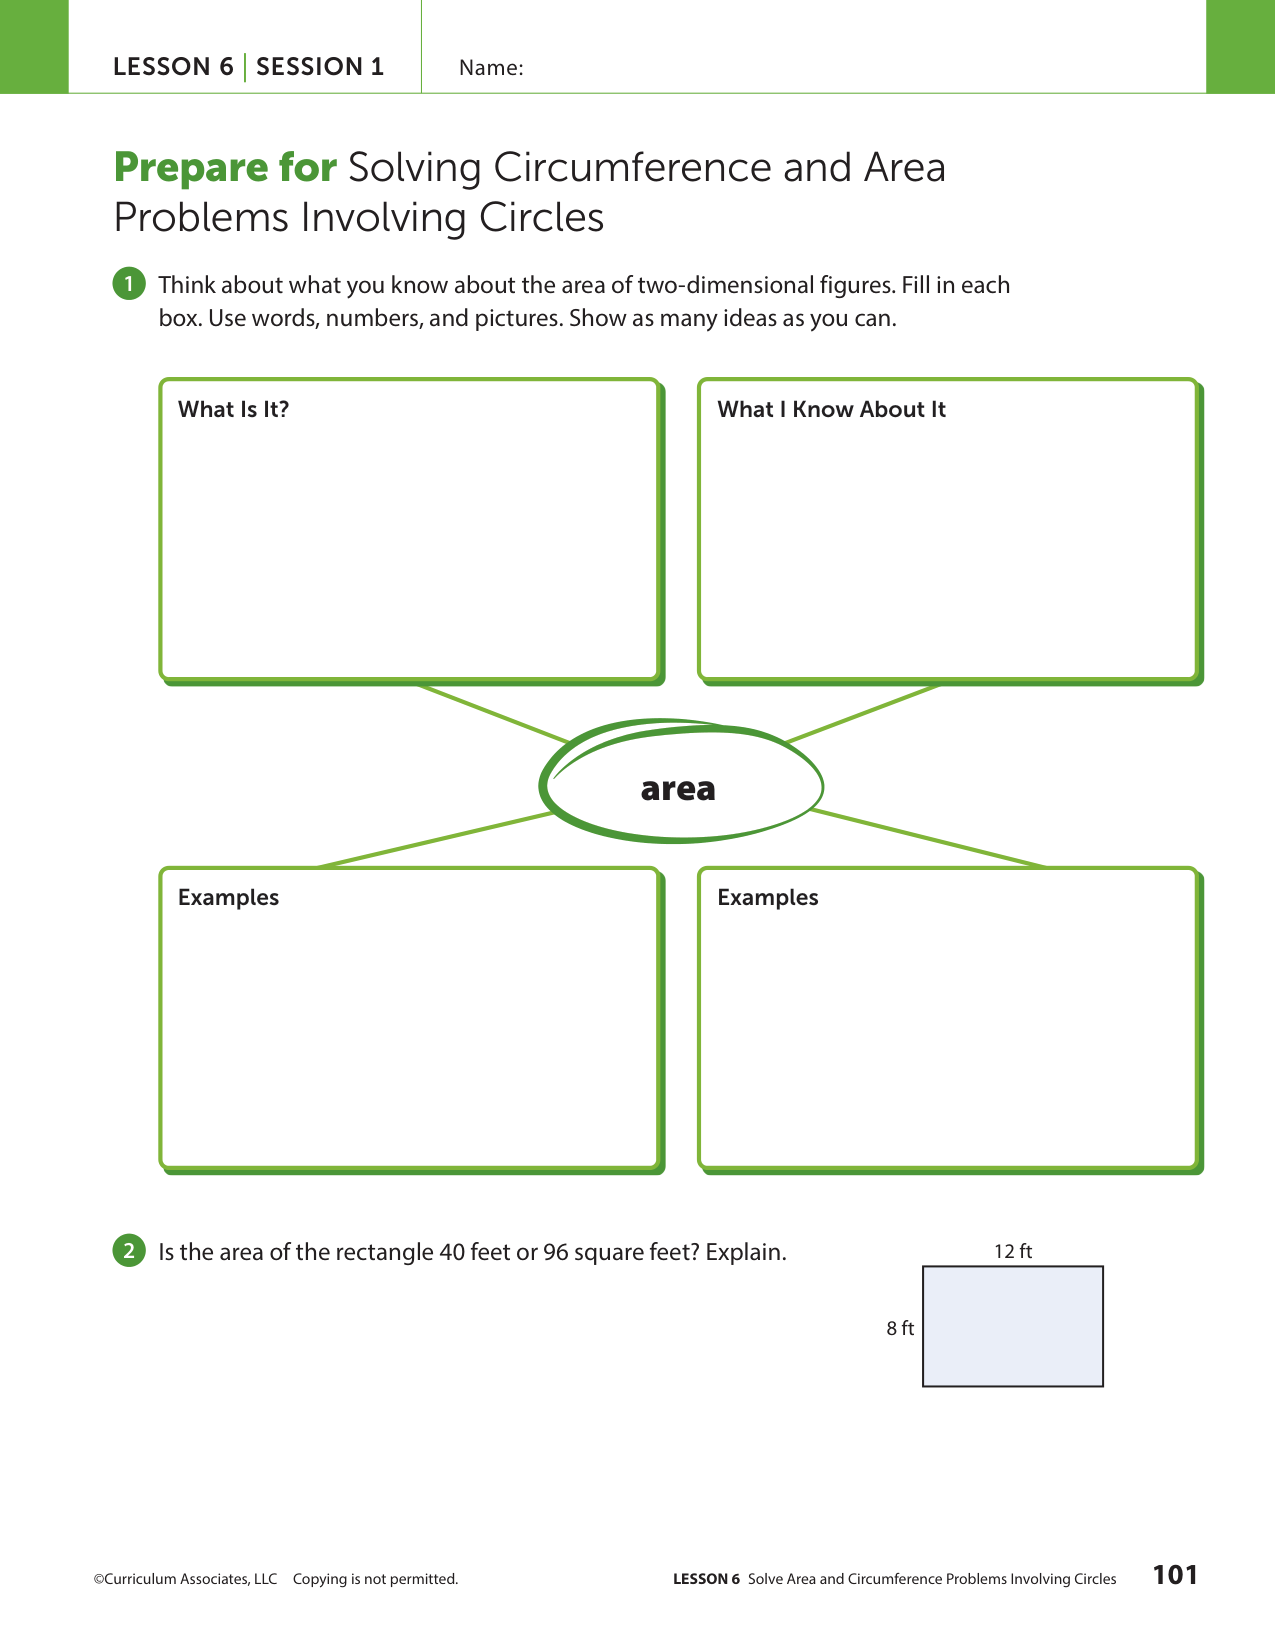 LESSON 6 | SESSION 1
Name:
Prepare for Solving Circumference and Area
Problems Involving Circles
1 Think about what you know about the area of two-dimensional figures. Fill in each
box. Use words, numbers, and pictures. Show as many ideas as you can.
What Is It?
What I Know About It
area
Examples
Examples
2 Is the area of the rectangle 40 feet or 96 square feet? Explain.
12 ft
8 ft
©Curriculum Associates, LLC Copying is not permitted.
LESSON 6 Solve Area and Circumference Problems Involving Circles 101